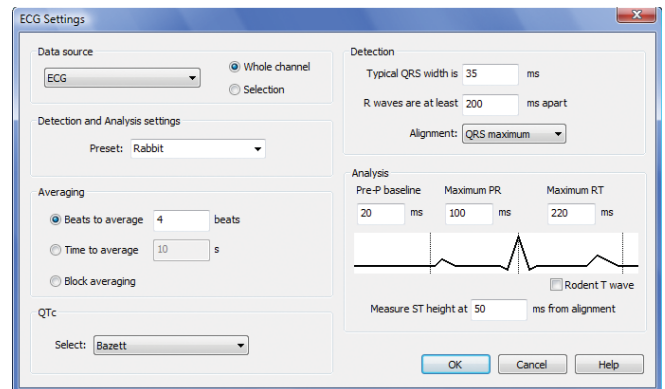 ECG Settings
Data source
ECG
Whole channel
Selection
Detection and Analysis settings
Preset: Rabbit
Averaging
Beats to average 4 beats
Time to average 10 s
Block averaging
QTc
Select: Bazett
Detection
Typical QRS width is 35 ms
R waves are at least 200 ms apart
Alignment: QRS maximum
Analysis
Pre-P baseline Maximum PR Maximum RT
20 ms 100 ms 220 ms
Rodent T wave
Measure ST height at 50 ms from alignment
OK Cancel Help